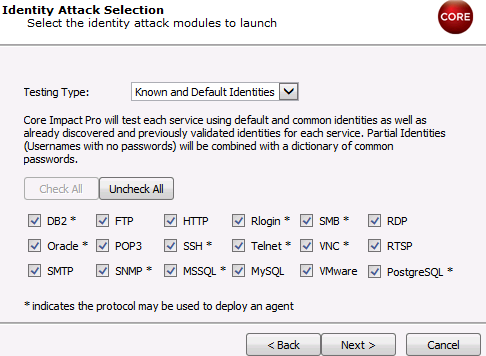 Identity Attack Selection
Select the identity attack modules to launch
CORE
Testing Type: Known and Default Identities
Core Impact Pro will test each service using default and common identities as well as
already discovered and previously validated identities for each service. Partial Identities
(Usernames with no passwords) will be combined with a dictionary of common
passwords.
Check All Uncheck All
DB2 * FTP HTTP Rlogin * SMB * RDP
Oracle * POP3 SSH * Telnet * VNC * RTSP
SMTP SNMP * MSSQL * MySQL VMware PostgreSQL *
* indicates the protocol may be used to deploy an agent
< Back Next > Cancel